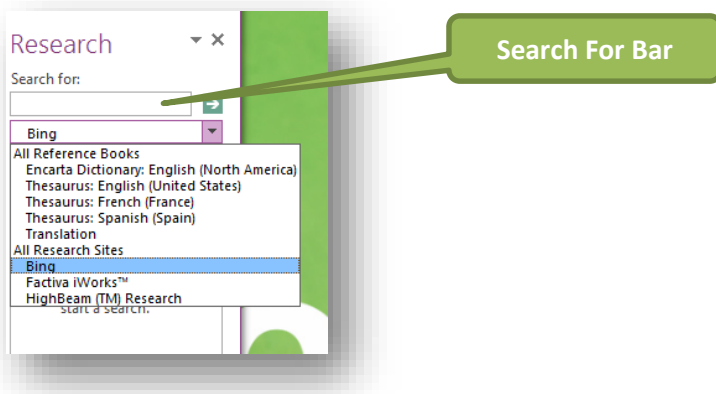 Research
Search For Bar
Search for:
Bing
All Reference Books
Encarta Dictionary: English (North America)
Thesaurus: English (United States)
Thesaurus: French (France)
Thesaurus: Spanish (Spain)
Translation
All Research Sites
Bing
Factiva iWorks™
HighBeam (TM) Research
start a search.